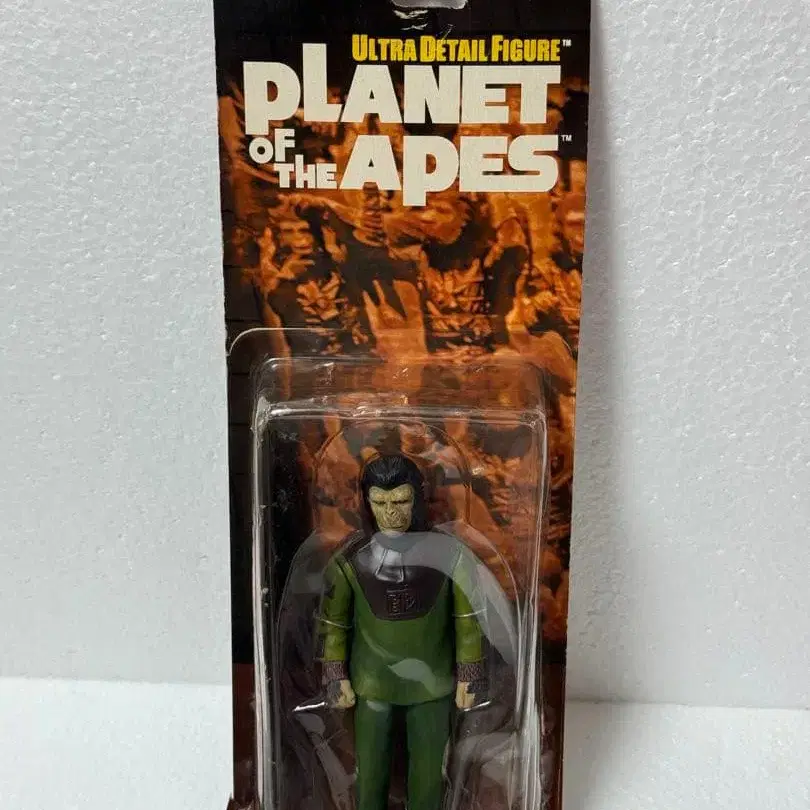 ULTRA DETAIL FIGURE™
PLANET
OF THE APES™